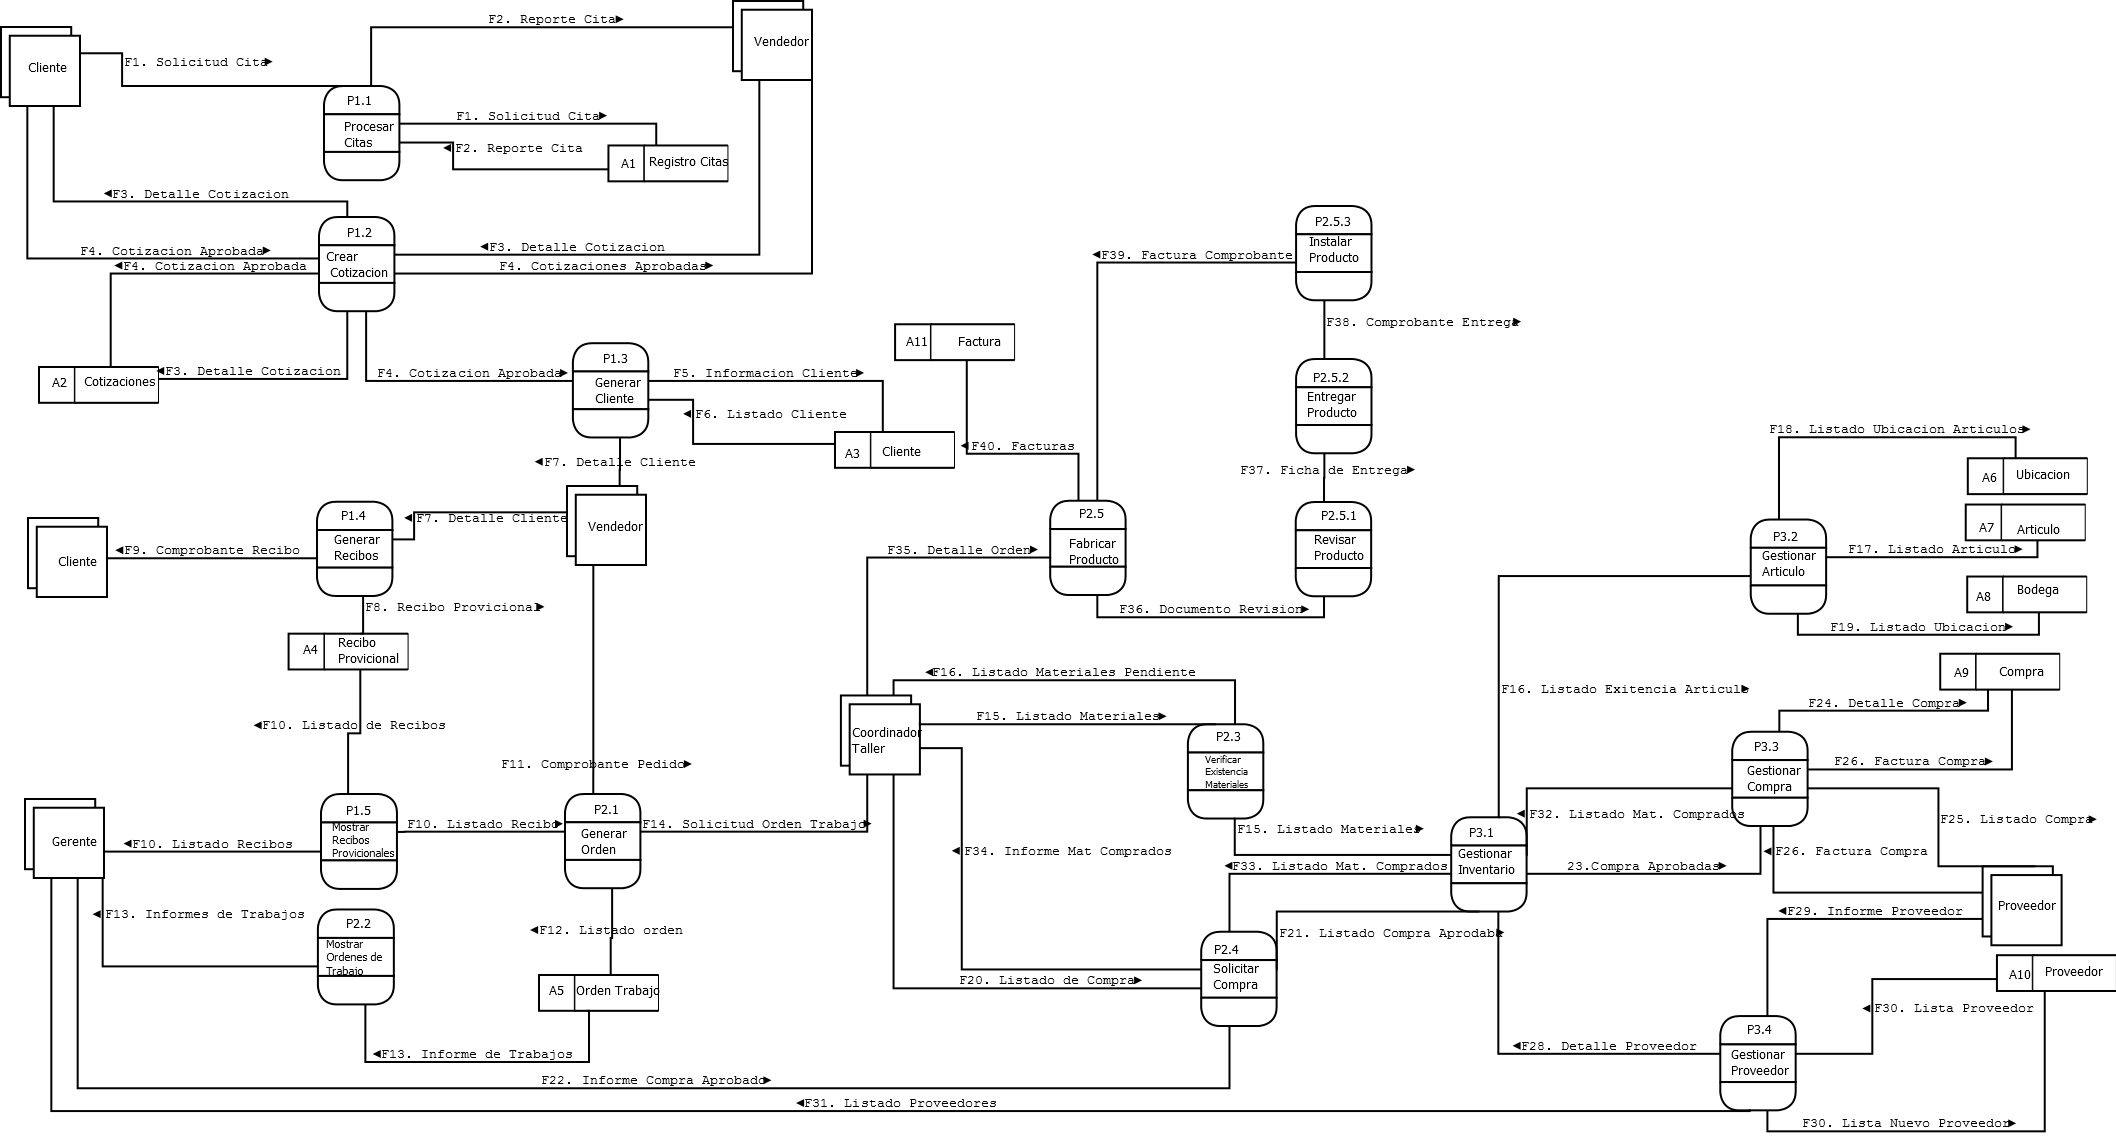 F2. Reporte Cita
Vendedor
Cliente
F1. Solicitud Cita
P1.1
Procesar
Citas
F1. Solicitud Cita
F2. Reporte Cita
A1
Registro Citas
F3. Detalle Cotizacion
P1.2
Crear
Cotizacion
F4. Cotizacion Aprobada
F4. Cotizacion Aprobada
F3. Detalle Cotizacion
F4. Cotizaciones Aprobadas
A2
Cotizaciones
F3. Detalle Cotizacion
F4. Cotizacion Aprobada
P1.3
Generar
Cliente
F5. Informacion Cliente
F6. Listado Cliente
A3
Cliente
F7. Detalle Cliente
Vendedor
F7. Detalle Cliente
P1.4
Generar
Recibos
F9. Comprobante Recibo
Cliente
F8. Recibo Provicional
A4
Recibo
Provicional
F10. Listado de Recibos
F11. Comprobante Pedido
P1.5
Mostrar
Recibos
Provicionales
F10. Listado Recibo
F10. Listado Recibos
Gerente
P2.1
Generar
Orden
F14. Solicitud Orden Trabajo
F13. Informes de Trabajos
P2.2
Mostrar
Ordenes de
Trabajo
F12. Listado orden
A5
Orden Trabajo
F13. Informe de Trabajos
F22. Informe Compra Aprobado
F31. Listado Proveedores
A11
Factura
F40. Facturas
F39. Factura Comprobante
P2.5.3
Instalar
Producto
F38. Comprobante Entrega
P2.5.2
Entregar
Producto
F37. Ficha de Entrega
P2.5.1
Revisar
Producto
P2.5
Fabricar
Producto
F35. Detalle Orden
F36. Documento Revision
F16. Listado Materiales Pendiente
F15. Listado Materiales
Coordinador
Taller
P2.3
Verificar
Existencia
Materiales
F15. Listado Materiales
F34. Informe Mat Comprados
F33. Listado Mat. Comprados
P2.4
Solicitar
Compra
F20. Listado de Compra
F21. Listado Compra Aprodaba
P3.1
Gestionar
Inventario
F16. Listado Exitencia Articule
F18. Listado Ubicacion Articulos
A6
Ubicacion
A7
Articulo
P3.2
Gestionar
Articulo
F17. Listado Articulo
A8
Bodega
F19. Listado Ubicacion
A9
Compra
F24. Detalle Compra
P3.3
Gestionar
Compra
F26. Factura Compra
F32. Listado Mat. Comprados
F25. Listado Compra
F26. Factura Compra
23.Compra Aprobadas
Proveedor
F29. Informe Proveedor
A10
Proveedor
F30. Lista Proveedor
P3.4
Gestionar
Proveedor
F28. Detalle Proveedor
F30. Lista Nuevo Proveedor